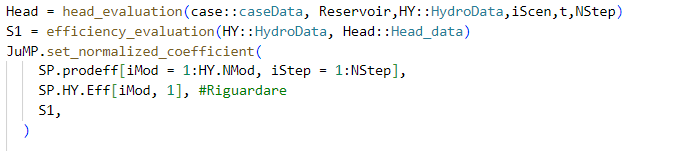 Head = head_evaluation(case::caseData, Reservoir,HY::HydroData,iScen,t,NStep)
S1 = efficiency_evaluation(HY::HydroData, Head::Head_data)
JuMP.set_normalized_coefficient(
SP.prodeff[iMod = 1:HY.NMod, iStep = 1:NStep],
SP.HY.Eff[iMod, 1], #Riguardare
S1,
)